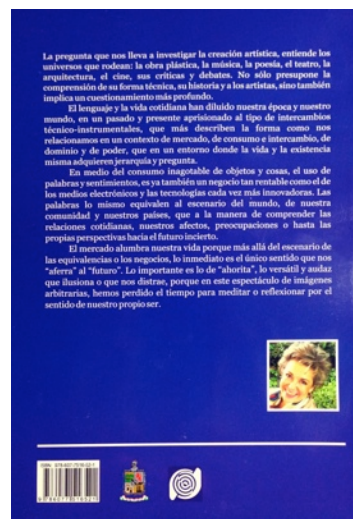 La pregunta que nos lleva a investigar la creación artística, entiende los
universos que rodean: la obra plástica, la música, la poesía, el teatro, la
arquitectura, el cine, sus críticas y debates. No sólo presupone la
comprensión de su forma técnica, su historia y a los artistas, sino también
implica un cuestionamiento más profundo.
El lenguaje y la vida cotidiana han diluido nuestra época y nuestro
mundo, en un pasado y presente aprisionado al tipo de intercambios
técnico-instrumentales, que más describen la forma como nos
relacionamos en un contexto de mercado, de consumo e intercambio, de
dominio y de poder, que en un entorno donde la vida y la existencia
misma adquieren jerarquía y pregunta.
En medio del consumo inagotable de objetos y cosas, el uso de
palabras y sentimientos, es ya también un negocio tan rentable como el de
los medios electrónicos y las tecnologías cada vez más innovadoras. Las
palabras lo mismo equivalen al escenario del mundo, de nuestra
comunidad y nuestros países, que a la manera de comprender las
relaciones cotidianas, nuestros afectos, preocupaciones o hasta las
propias perspectivas hacia el futuro incierto.
El mercado alumbra nuestra vida porque más allá del escenario de
las equivalencias o los negocios, lo inmediato es el único sentido que nos
"aferra" al "futuro". Lo importante es lo de "ahorita", lo versátil y audaz
que ilusiona o que nos distrae, porque en este espectáculo de imágenes
arbitrarias, hemos perdido el tiempo para meditar o reflexionar por el
sentido de nuestro propio ser.